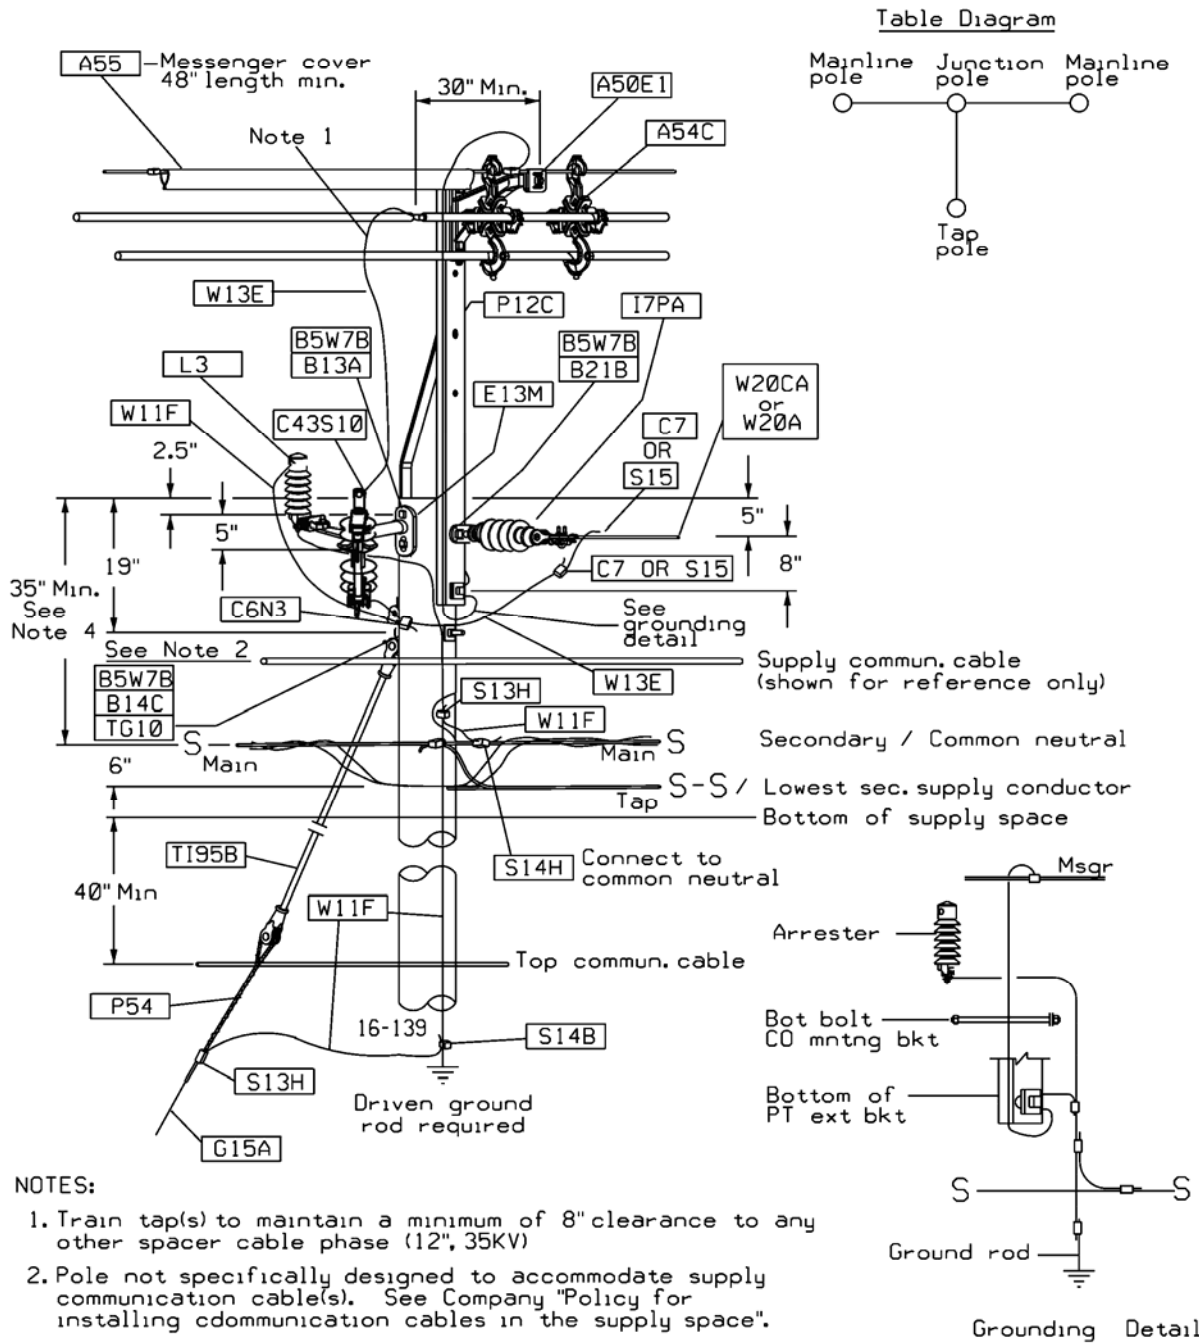 Table Diagram
Mainline
pole
Junction
pole
Mainline
pole
Tap
pole
A55
Messenger cover
48" length min.
30" Min.
A50E1
A54C
Note 1
W13E
P12C
I7PA
B5W7B
B13A
B5W7B
B21B
L3
E13M
W20CA
or
W20A
W11F
C43S10
C7
OR
S15
2.5"
5"
19"
5"
8"
35" Min.
See
Note 4
C7 OR S15
C6N3
See
grounding
detail
See Note 2
W13E
Supply commun. cable
(shown for reference only)
B5W7B
B14C
TG10
S13H
W11F
S
Main
Main
S
Secondary / Common neutral
6"
Tap
S-S / Lowest sec. supply conductor
Bottom of supply space
TI95B
S14H
Connect to
common neutral
40" Min
W11F
Top commun. cable
P54
16-139
S14B
S13H
Driven ground
rod required
G15A
Msgr
Arrester
Bot bolt
CO mntng bkt
Bottom of
PT ext bkt
S
S
Ground rod
Grounding Detail
NOTES:
1. Train tap(s) to maintain a minimum of 8" clearance to any
other spacer cable phase (12", 35KV)
2. Pole not specifically designed to accommodate supply
communication cable(s). See Company "Policy for
installing cdommunication cables in the supply space".